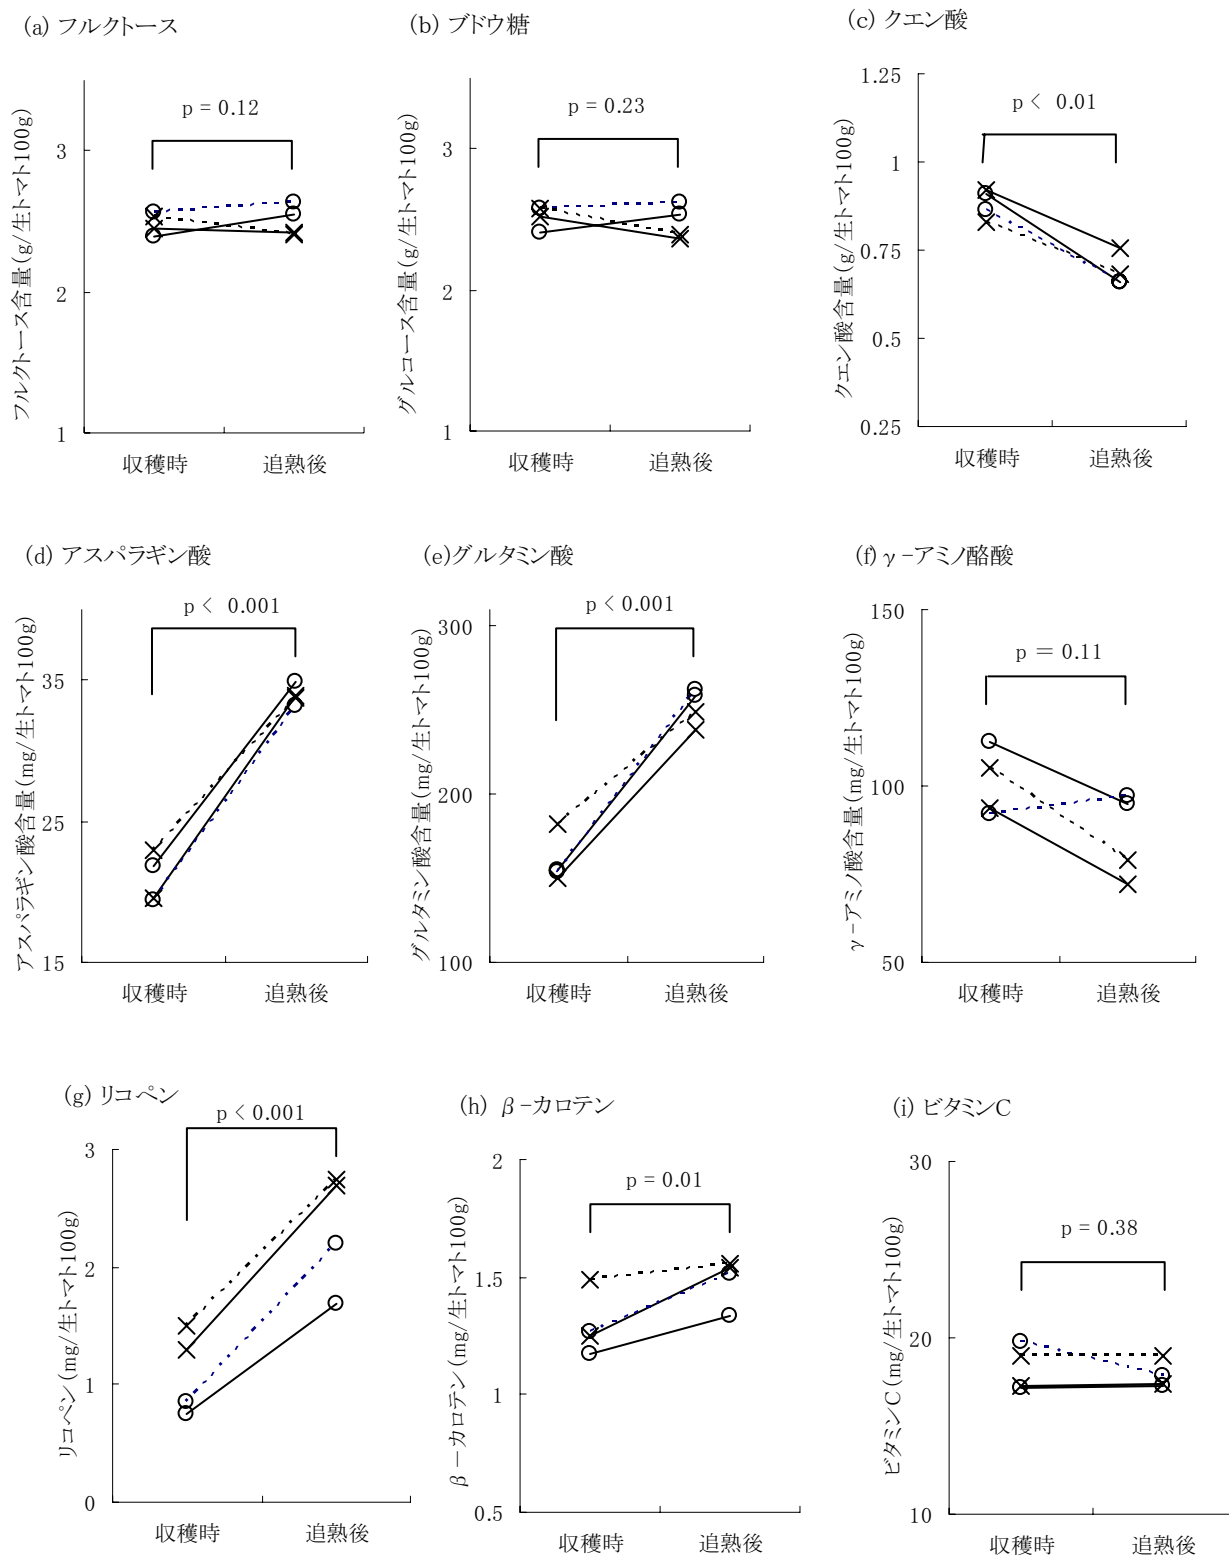 (a) フルクトース
p = 0.12
フルクトース含量(g/生トマト100g)
3
2
1
収穫時
追熟後
(b) ブドウ糖
p = 0.23
グルコース含量(g/生トマト100g)
3
2
1
収穫時
追熟後
(c) クエン酸
p < 0.01
クエン酸含量(g/生トマト100g)
1.25
1
0.75
0.5
0.25
収穫時
追熟後
(d) アスパラギン酸
p < 0.001
アスパラギン酸含量(mg/生トマト100g)
35
25
15
収穫時
追熟後
(e)グルタミン酸
p < 0.001
グルタミン酸含量(mg/生トマト100g)
300
200
100
収穫時
追熟後
(f) γ-アミノ酪酸
p = 0.11
γ-アミノ酸含量(mg/生トマト100g)
150
100
50
収穫時
追熟後
(g) リコペン
p < 0.001
リコペン(mg/生トマト100g)
3
2
1
0
収穫時
追熟後
(h) β-カロテン
p = 0.01
β-カロテン(mg/生トマト100g)
2
1.5
1
0.5
収穫時
追熟後
(i) ビタミンC
p = 0.38
ビタミンC(mg/生トマト100g)
30
20
10
収穫時
追熟後